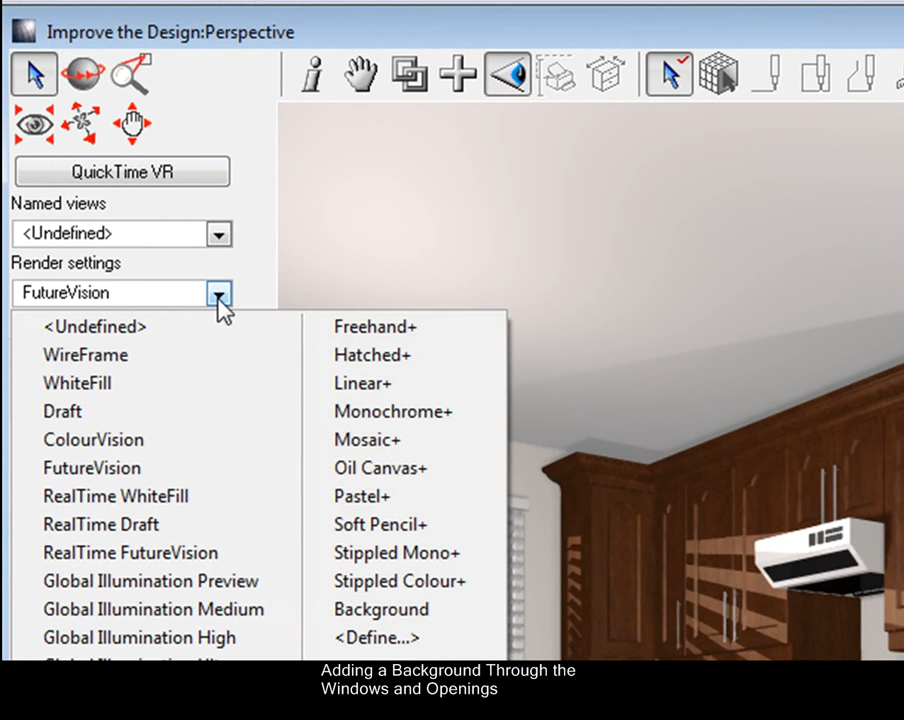 Improve the Design:Perspective
QuickTime VR
Named views
<Undefined>
Render settings
FutureVision
<Undefined>
WireFrame
WhiteFill
Draft
ColourVision
FutureVision
RealTime WhiteFill
RealTime Draft
RealTime FutureVision
Global Illumination Preview
Global Illumination Medium
Global Illumination High
Freehand+
Hatched+
Linear+
Monochrome+
Mosaic+
Oil Canvas+
Pastel+
Soft Pencil+
Stippled Mono+
Stippled Colour+
Background
<Define...>
Adding a Background Through the
Windows and Openings